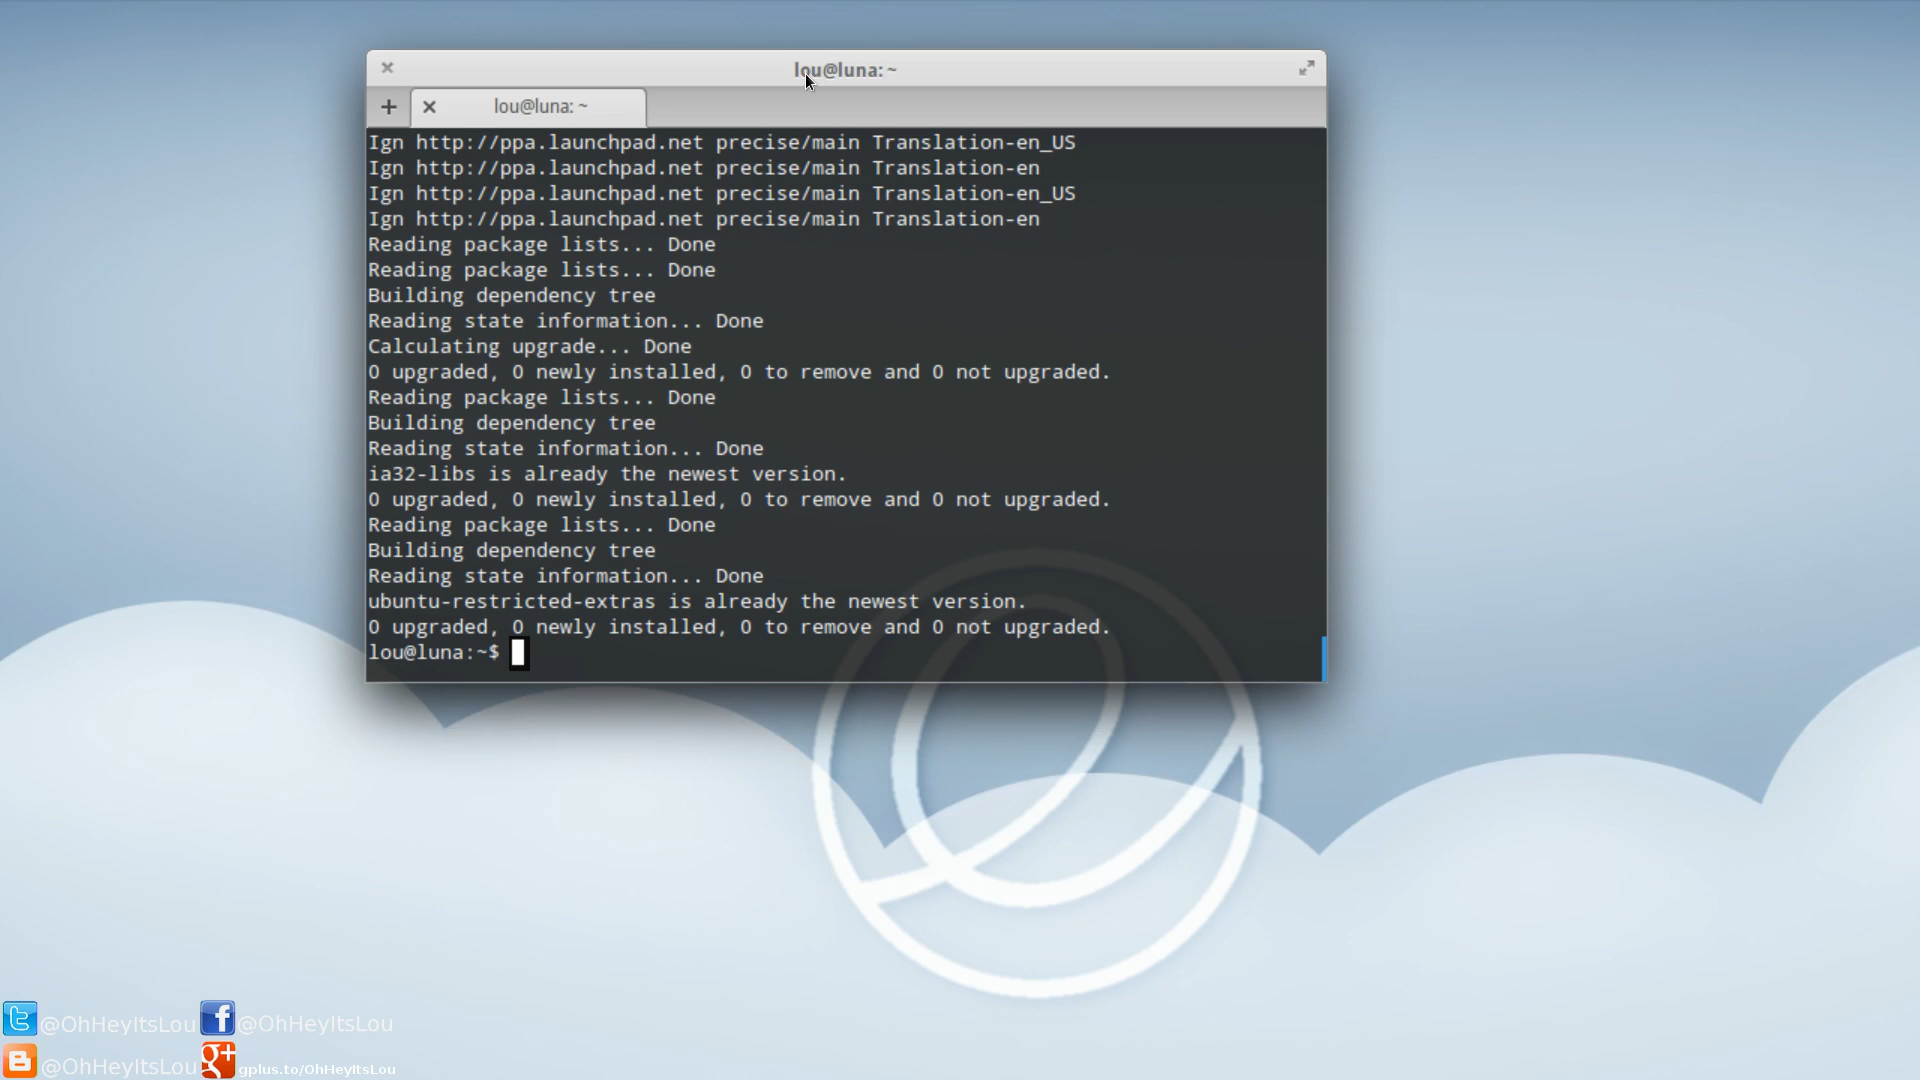 lou@luna: ~
lou@luna: ~
Ign http://ppa.launchpad.net precise/main Translation-en_US
Ign http://ppa.launchpad.net precise/main Translation-en
Ign http://ppa.launchpad.net precise/main Translation-en_US
Ign http://ppa.launchpad.net precise/main Translation-en
Reading package lists... Done
Reading package lists... Done
Building dependency tree
Reading state information... Done
Calculating upgrade... Done
0 upgraded, 0 newly installed, 0 to remove and 0 not upgraded.
Reading package lists... Done
Building dependency tree
Reading state information... Done
ia32-libs is already the newest version.
0 upgraded, 0 newly installed, 0 to remove and 0 not upgraded.
Reading package lists... Done
Building dependency tree
Reading state information... Done
ubuntu-restricted-extras is already the newest version.
0 upgraded, 0 newly installed, 0 to remove and 0 not upgraded.
lou@luna:~$
@OhHeyItsLou @OhHeyItsLou
@OhHeyItsLou gplus.to/OhHeyItsLou